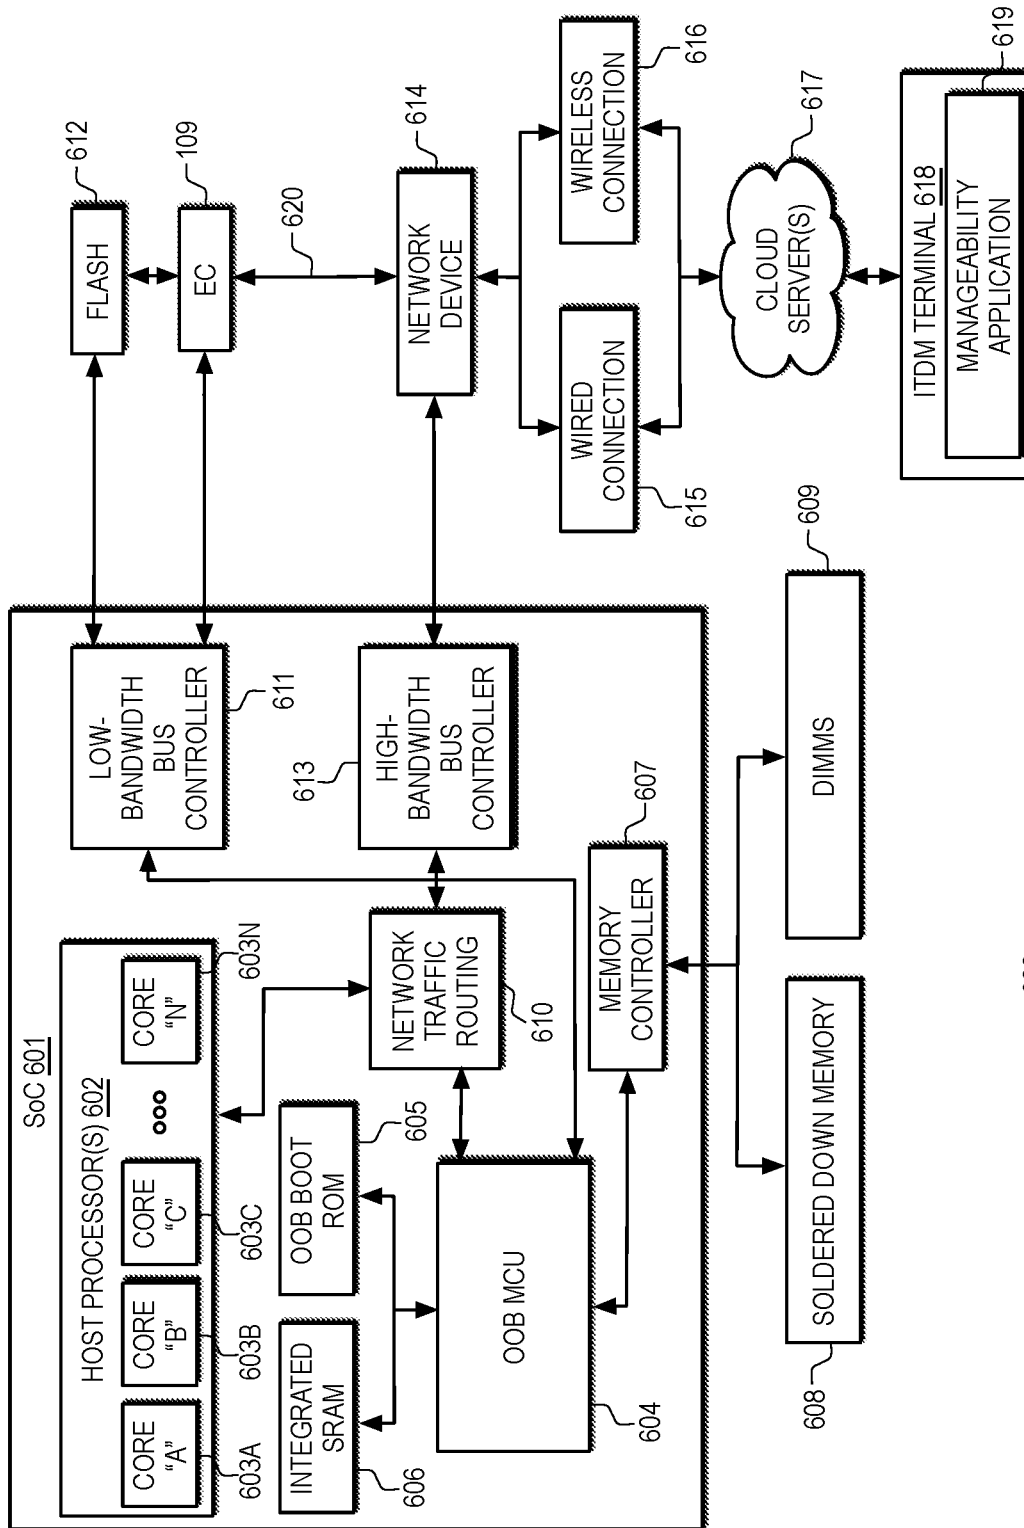 SoC 601
HOST PROCESSOR(S) 602
CORE
"A"
603A
CORE
"B"
603B
CORE
"C"
603C
CORE
"N"
603N
INTEGRATED
SRAM
606
OOB BOOT
ROM
605
OOB MCU
604
NETWORK
TRAFFIC
ROUTING
610
LOW-
BANDWIDTH
BUS
CONTROLLER
611
613
HIGH-
BANDWIDTH
BUS
CONTROLLER
MEMORY
CONTROLLER
607
SOLDERED DOWN MEMORY
608
DIMMS
609
FLASH
612
EC
109
620
NETWORK
DEVICE
614
WIRED
CONNECTION
615
WIRELESS
CONNECTION
616
CLOUD
SERVER(S)
617
ITDM TERMINAL 618
MANAGEABILITY
APPLICATION
619